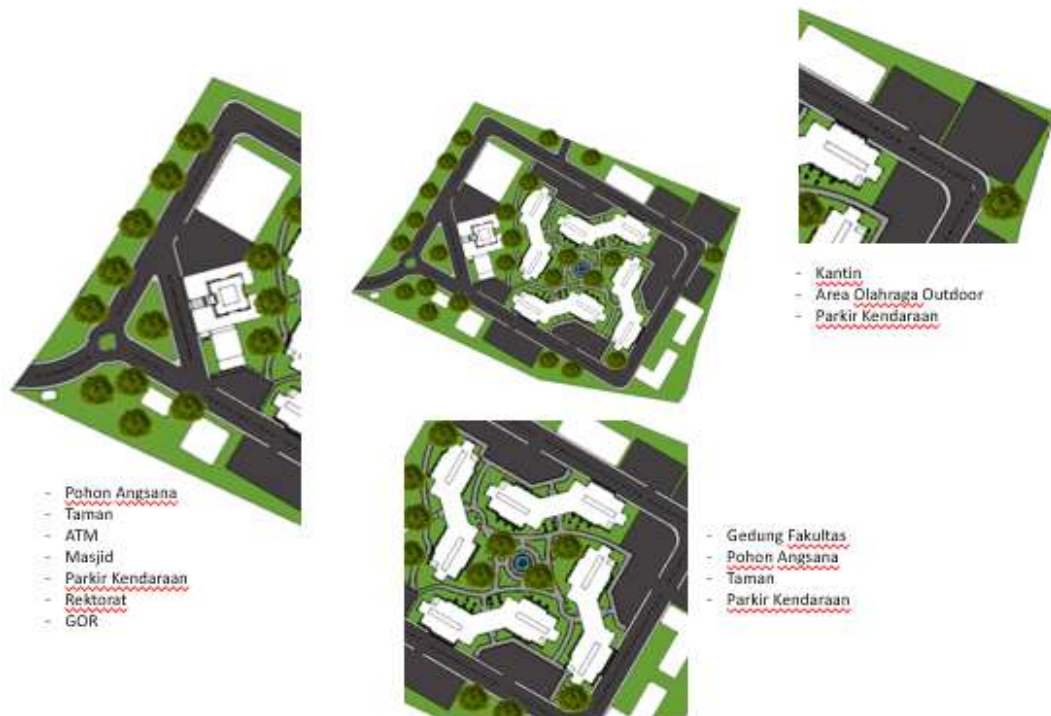 - Kantin
- Area Olahraga Outdoor
- Parkir Kendaraan
- Pohon Angsana
- Taman
- ATM
- Masjid
- Parkir Kendaraan
- Rektorat
- GOR
- Gedung Fakultas
- Pohon Angsana
- Taman
- Parkir Kendaraan